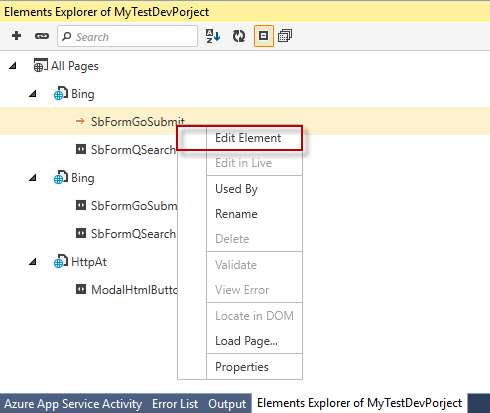 Elements Explorer of MyTestDevPorject
Search
All Pages
Bing
SbFormGoSubmit
SbFormQSearch
Bing
SbFormGoSubm
SbFormQSearch
HttpAt
ModalHtmlButto
Edit Element
Edit in Live
Used By
Rename
Delete
Validate
View Error
Locate in DOM
Load Page...
Properties
Azure App Service Activity Error List Output Elements Explorer of MyTestDevPorject